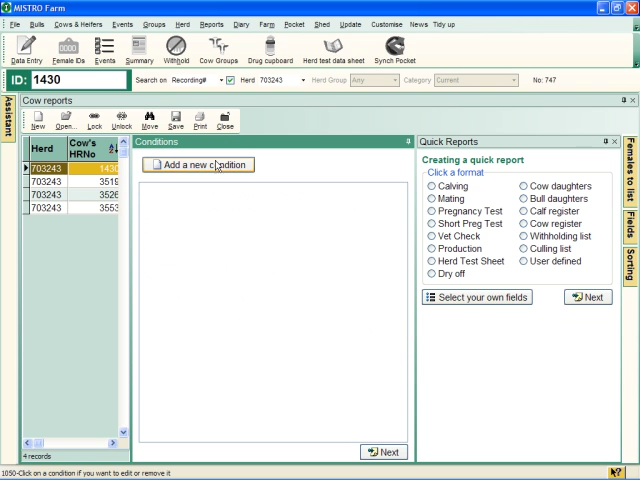 MISTRO Farm
File Bulls Cows & Heifers Events Groups Herd Reports Diary Farm Pocket Shed Update Customise News Tidy up
Data Entry Female IDs Events Summary Withhold Cow Groups Drug cupboard Herd test data sheet Synch Pocket
ID: 1430 Search on Recording# Herd 703243 Herd Group Any Category Current No: 747
Assistant
Cow reports
New Open... Lock Unlock Move Save Print Close
Herd Cow's HRNo
703243 1430
703243 3519
703243 3526
703243 3553
4 records
Conditions
Add a new condition
Next
Quick Reports
Creating a quick report
Click a format
Calving Cow daughters
Mating Bull daughters
Pregnancy Test Calf register
Short Preg Test Cow register
Vet Check Withholding list
Production Culling list
Herd Test Sheet User defined
Dry off
Select your own fields Next
Females to list
Fields
Sorting
1050-Click on a condition if you want to edit or remove it